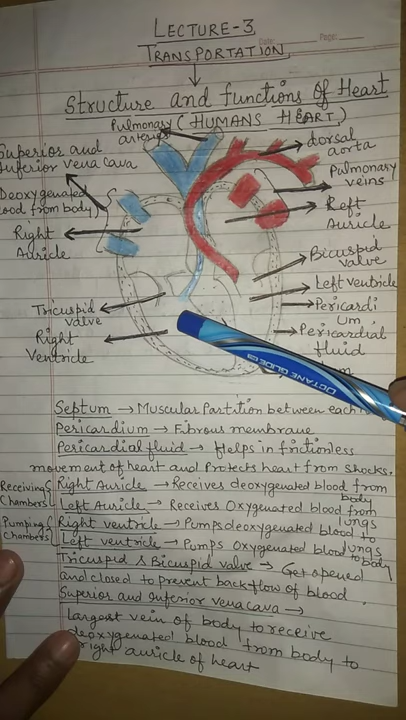 LECTURE-3
TRANSPORTATION
Date: Page:
Structure and functions of Heart
(HUMANS HEART)
Pulmonary arteries
dorsal aorta
Superior and
Inferior vena cava
Pulmonary veins
Deoxygenated
blood from body
Left Auricle
Right Auricle
Bicuspid valve
Left ventricle
Tricuspid valve
Pericardi
um
Right Ventricle
Pericardial fluid
OCTANE GLIDE
Septum → Muscular Partition between each
Pericardium → Fibrous membrane
Pericardial fluid → Helps in frictionless
movement of heart and Protects heart from shocks.
Receiving Chambers
Right Auricle → Receives deoxygenated blood from body
Left Auricle → Receives Oxygenated blood from lungs
Pumping Chambers
Right ventricle → Pumps deoxygenated blood to lungs
Left ventricle → Pumps Oxygenated blood to body
Tricuspid & Bicuspid valve → Get opened
and closed to prevent back flow of blood.
Superior and Inferior vena cava →
Largest vein of body to receive
deoxygenated blood from body to
right auricle of heart